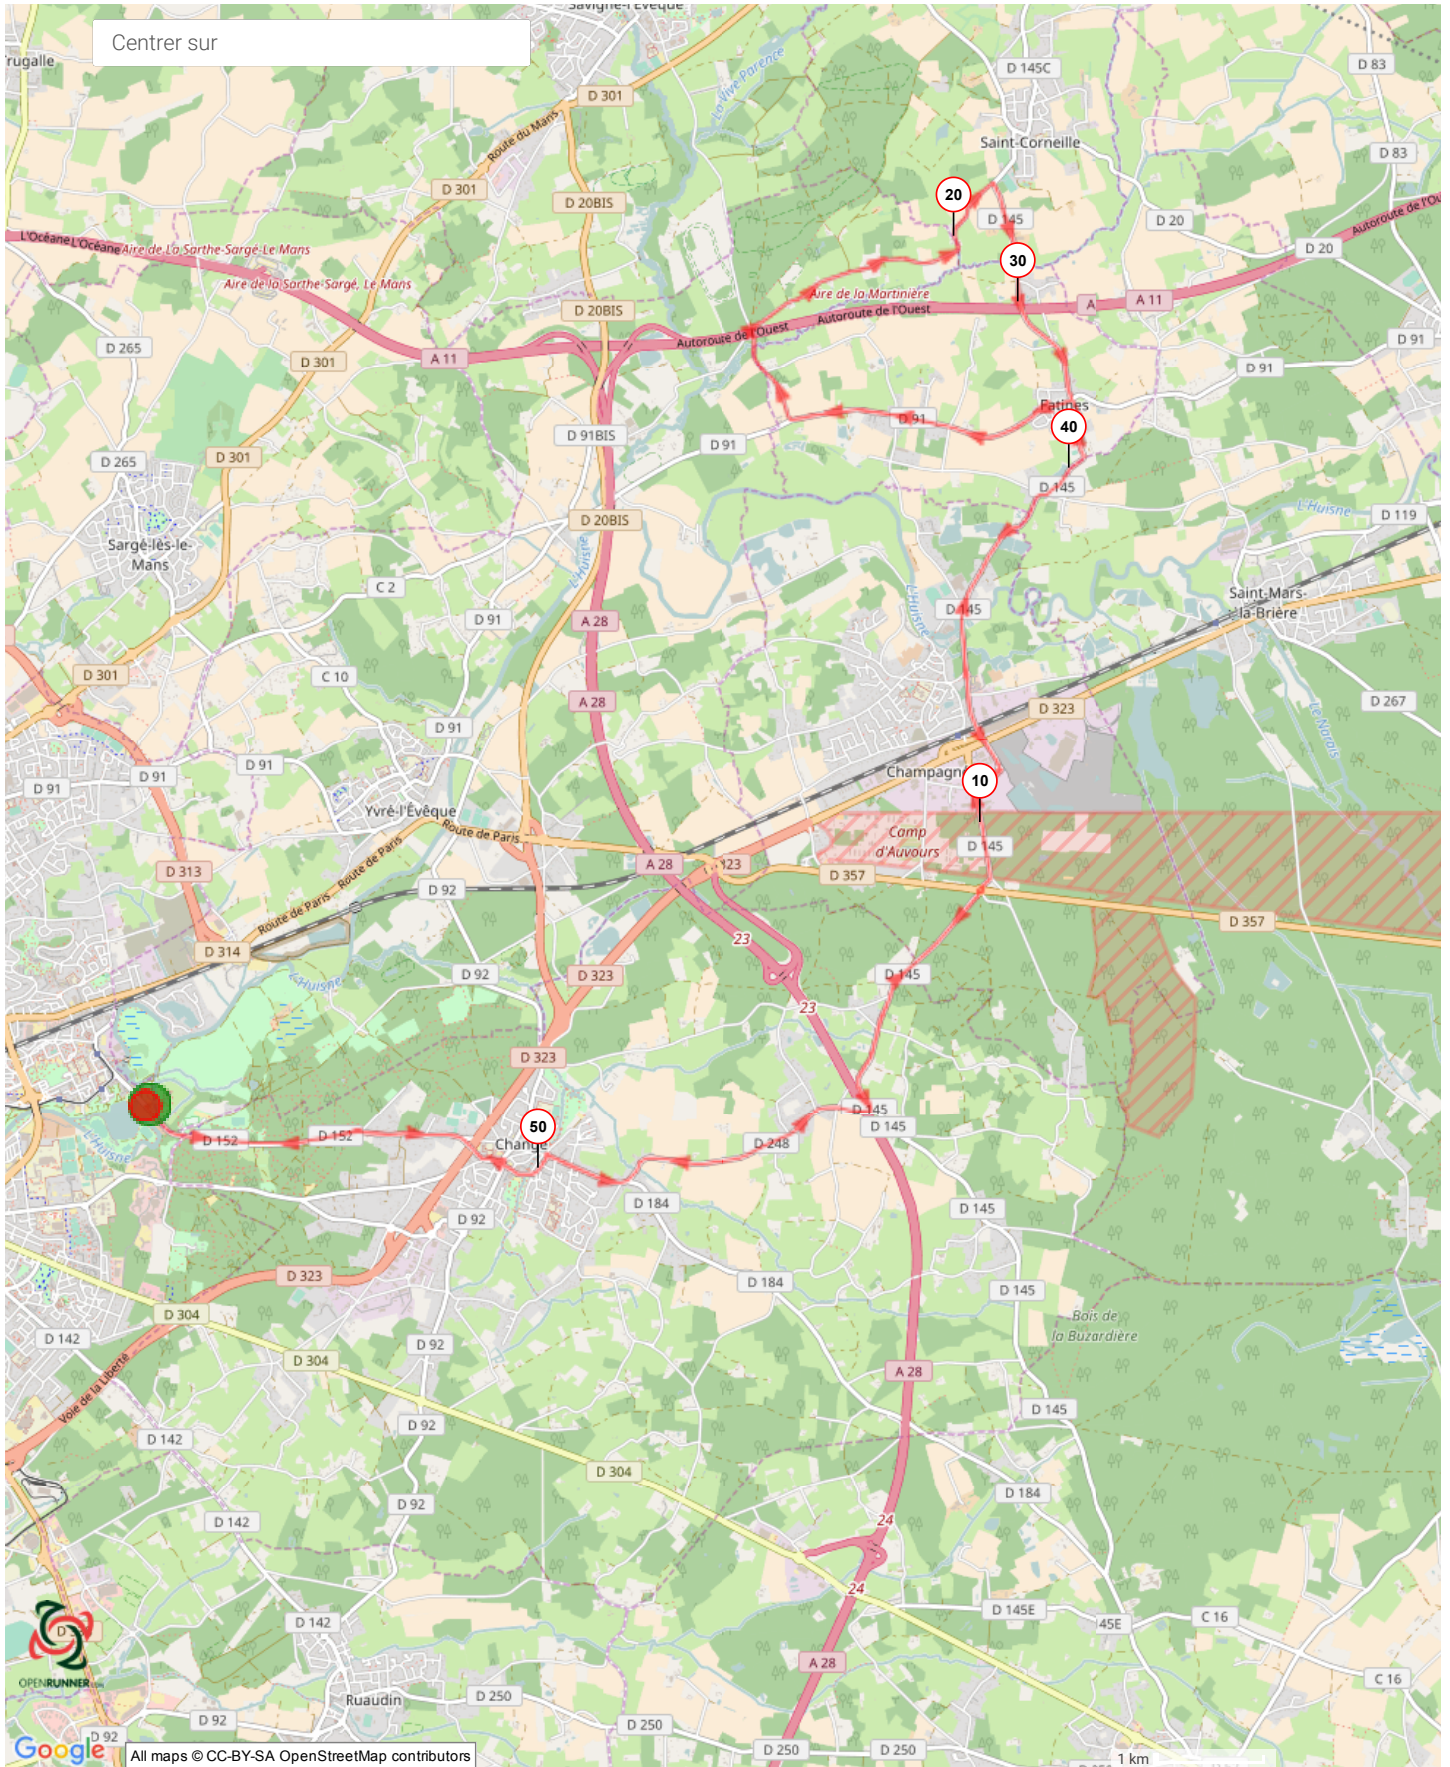 Savigné-l'Évêque
Centrer sur
rugalle
D 145C
D 83
La Vive Parence
D 301
Route du Mans
Saint-Corneille
D 83
D 301
20
D 20BIS
D 145
D 20
Autoroute de l'Ou
L'Océane
L'Océane
Aire de La Sarthe-Sargé-Le Mans
D 20
30
Aire de la Sarthe-Sargé, Le Mans
Aire de la Martinière
A 11
A
D 20BIS
Autoroute de l'Ouest
Autoroute de l'Ouest
D 265
D 301
A 11
D 91
D 91
Fatines
D 91
40
D 91BIS
D 91
D 265
D 301
D 145
D 20BIS
L'Huisne
D 119
Sargé-lès-le-
Mans
L'Huisne
C 2
Saint-Mars-
la-Brière
D 145
L'Huisne
D 91
A 28
D 301
C 10
A 28
D 323
D 267
Le Narais
D 91
D 91
D 91
D 91
Champagn
10
Yvré-l'Évêque
Route de Paris
Camp
d'Auvours
D 145
Route de Paris
A 28
D 313
D 357
D 92
Route de Paris
D 357
23
D 314
D 92
D 323
D 145
L'Huisne
23
D 323
D 145
50
D 145
D 152
D 152
Changé
D 248
L'Huisne
D 184
D 92
D 145
D 323
D 184
D 145
D 304
Bois de
la Buzardière
D 142
D 92
D 304
A 28
Voie de la Liberté
D 145
D 92
D 142
D 304
D 184
D 92
D 142
24
24
D 142
D 145E
45E
C 16
A 28
OPENRUNNER.com
C 16
Ruaudin
D 250
D 92
D 250
D 92
D 250
D 250
Google
All maps © CC-BY-SA OpenStreetMap contributors
1 km